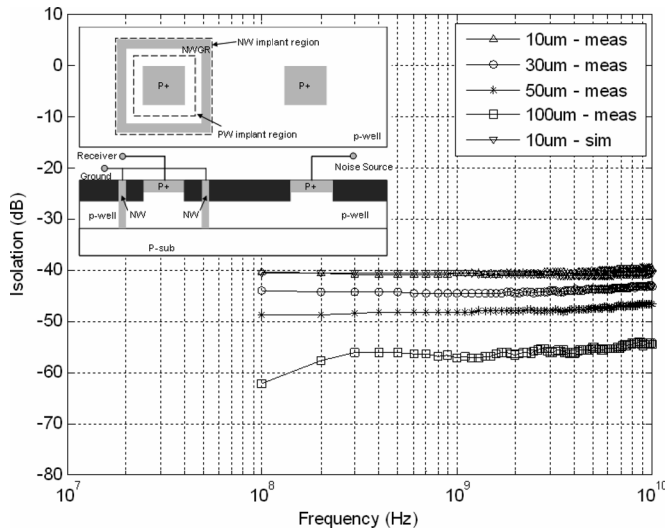 10
0
−10
−20
−30
−40
−50
−60
−70
−80
Isolation (dB)
10^7
10^8
10^9
10^10
Frequency (Hz)
NW implant region
NWGR
P+
P+
PW implant region
p-well
Receiver
Noise Source
Ground
P+
P+
p-well
NW
NW
p-well
P-sub
10um - meas
30um - meas
50um - meas
100um - meas
10um - sim